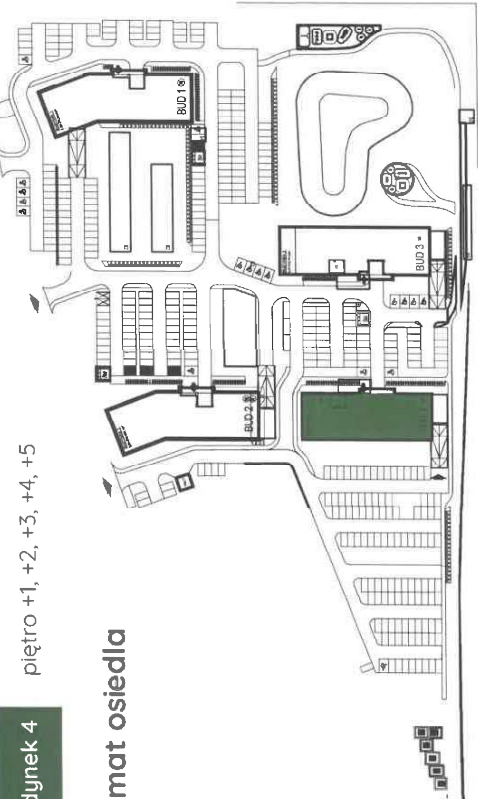 dynek 4
piętro +1, +2, +3, +4, +5
mat osiedla
BUD 1
BUD 2
BUD 3